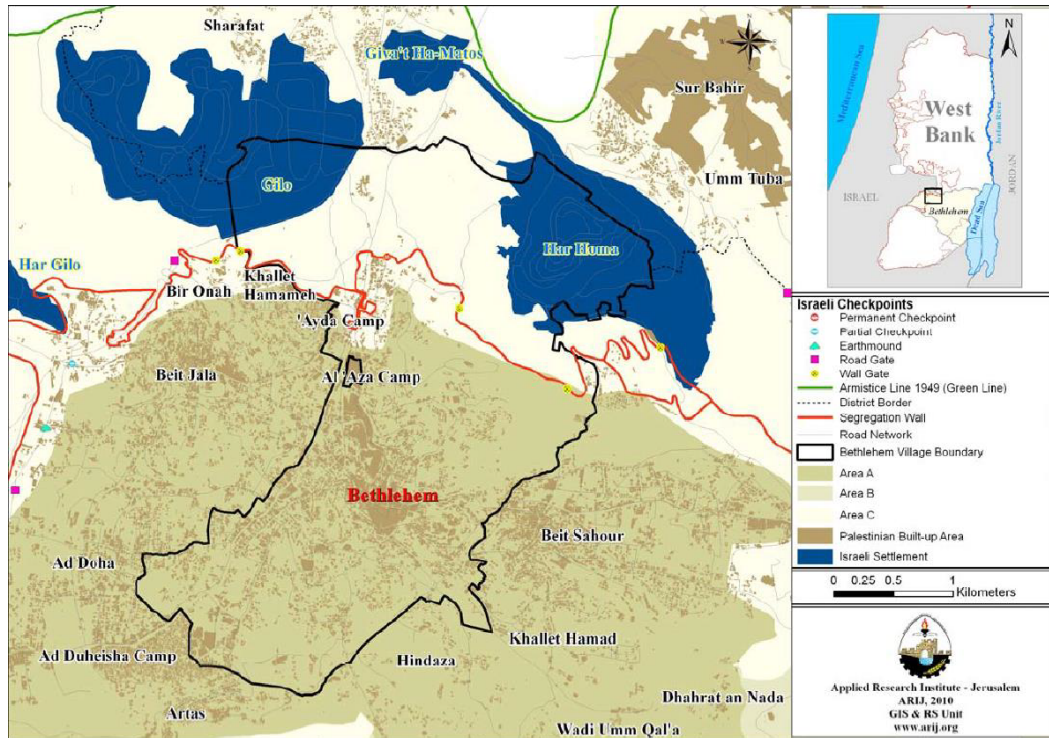 Sharafat
Giva't Ha-Matos
Sur Bahir
Gilo
Umm Tuba
Har Homa
Har Gilo
Bir Onah
Khallet
Hamameh
'Ayda Camp
Beit Jala
Al 'Aza Camp
Bethlehem
Beit Sahour
Ad Doha
Khallet Hamad
Ad Duheisha Camp
Hindaza
Artas
Dhahrat an Nada
Wadi Umm Qal'a
N
Mediterranean Sea
West
Bank
Jordan River
JORDAN
ISRAEL
Bethlehem
Dead Sea
Israeli Checkpoints
Permanent Checkpoint
Partial Checkpoint
Earthmound
Road Gate
Wall Gate
Armistice Line 1949 (Green Line)
District Border
Segregation Wall
Road Network
Bethlehem Village Boundary
Area A
Area B
Area C
Palestinian Built-up Area
Israeli Settlement
0 0.25 0.5 1
Kilometers
Applied Research Institute - Jerusalem
ARIJ, 2010
GIS & RS Unit
www.arij.org